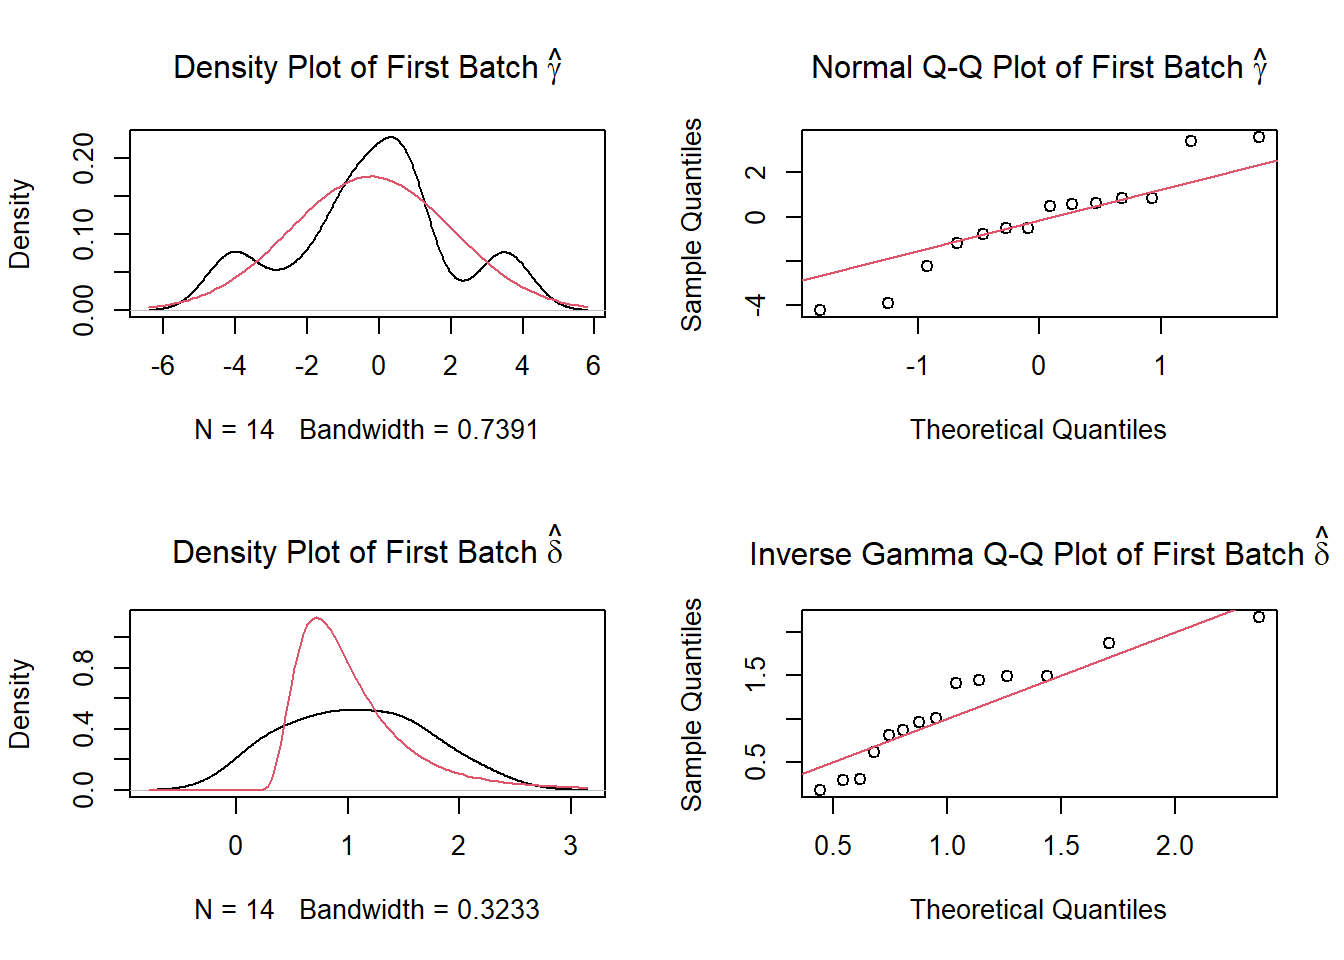 Density Plot of First Batch γ̂
Density
0.00 0.10 0.20
-6 -4 -2 0 2 4 6
N = 14 Bandwidth = 0.7391
Normal Q-Q Plot of First Batch γ̂
Sample Quantiles
-4 0 2
-1 0 1
Theoretical Quantiles
Density Plot of First Batch δ̂
Density
0.0 0.4 0.8
0 1 2 3
N = 14 Bandwidth = 0.3233
Inverse Gamma Q-Q Plot of First Batch δ̂
Sample Quantiles
0.5 1.5
0.5 1.0 1.5 2.0
Theoretical Quantiles